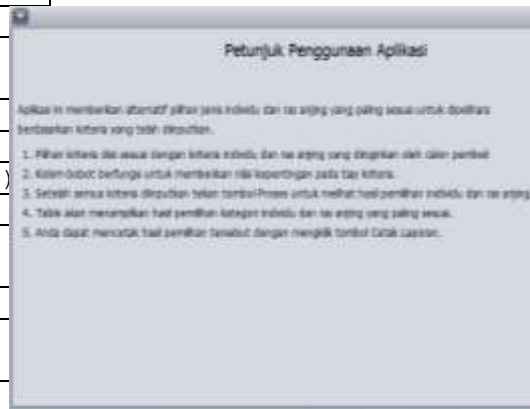 Petunjuk Penggunaan Aplikasi
Aplikasi ini memberikan alternatif pilihan jenis individu dan ras anjing yang paling sesuai untuk dipelihara
berdasarkan kriteria yang telah diinputkan.
1. Pilihan kriteria diisi sesuai dengan kriteria individu dan ras anjing yang diinginkan oleh calon pembeli
2. Kolom bobot berfungsi untuk memberikan nilai kepentingan pada tiap kriteria.
3. Setelah semua kriteria diinputkan tekan tombol Proses untuk melihat hasil pemilihan individu dan ras anjing
4. Tabel akan menampilkan hasil pemilihan kategori individu dan ras anjing yang paling sesuai.
5. Anda dapat mencetak hasil pemilihan tersebut dengan mengklik tombol Cetak Laporan.
)